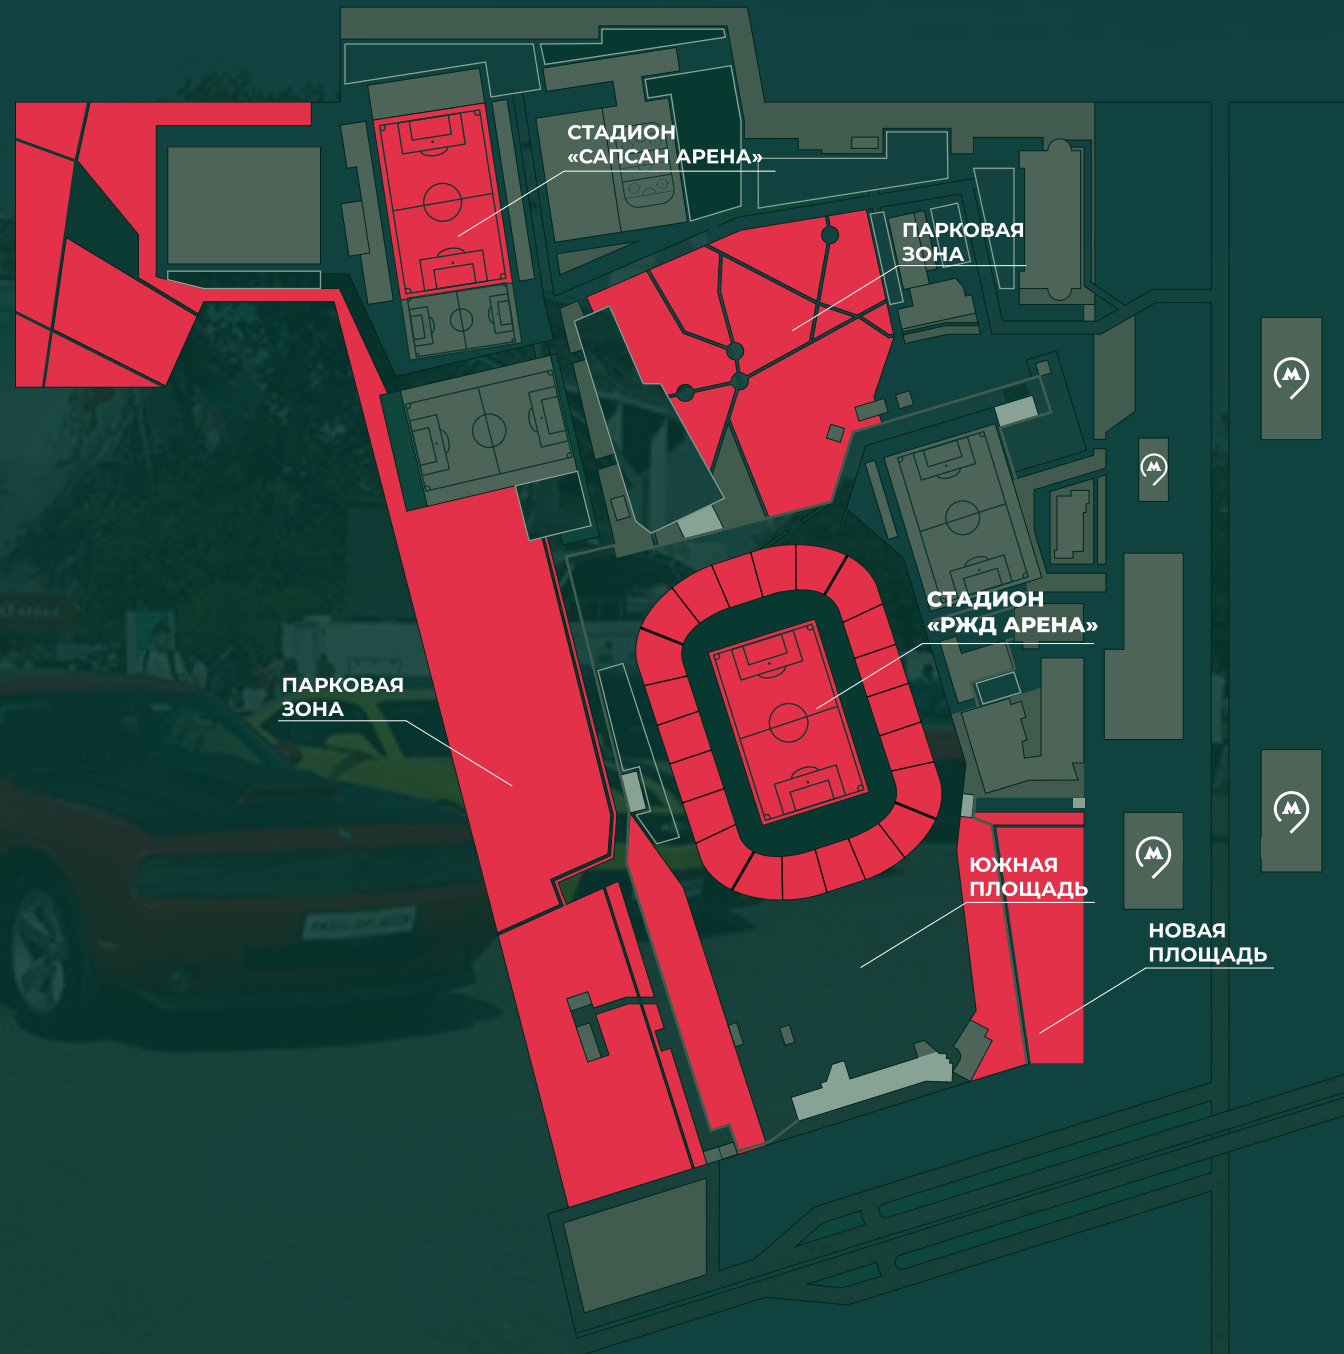 СТАДИОН
«САПСАН АРЕНА»
ПАРКОВАЯ
ЗОНА
СТАДИОН
«РЖД АРЕНА»
ПАРКОВАЯ
ЗОНА
ЮЖНАЯ
ПЛОЩАДЬ
НОВАЯ
ПЛОЩАДЬ